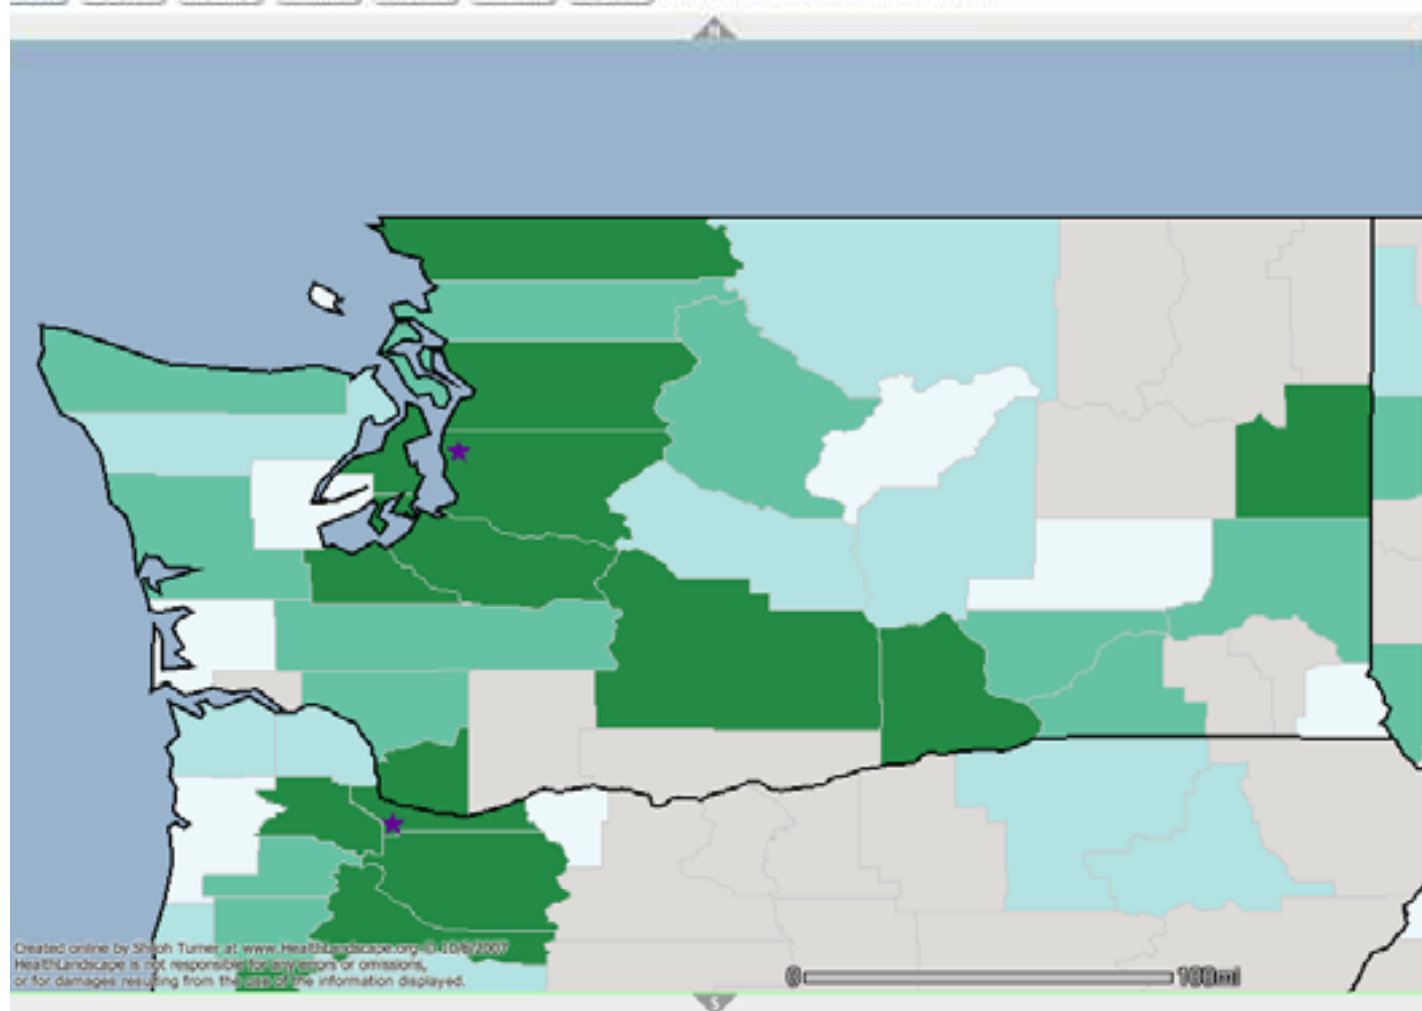 N
Created online by Shiloh Turner at www.HealthLandscape.org © 10/8/2007
HealthLandscape is not responsible for any errors or omissions,
or for damages resulting from the use of the information displayed.
0 100mi
S